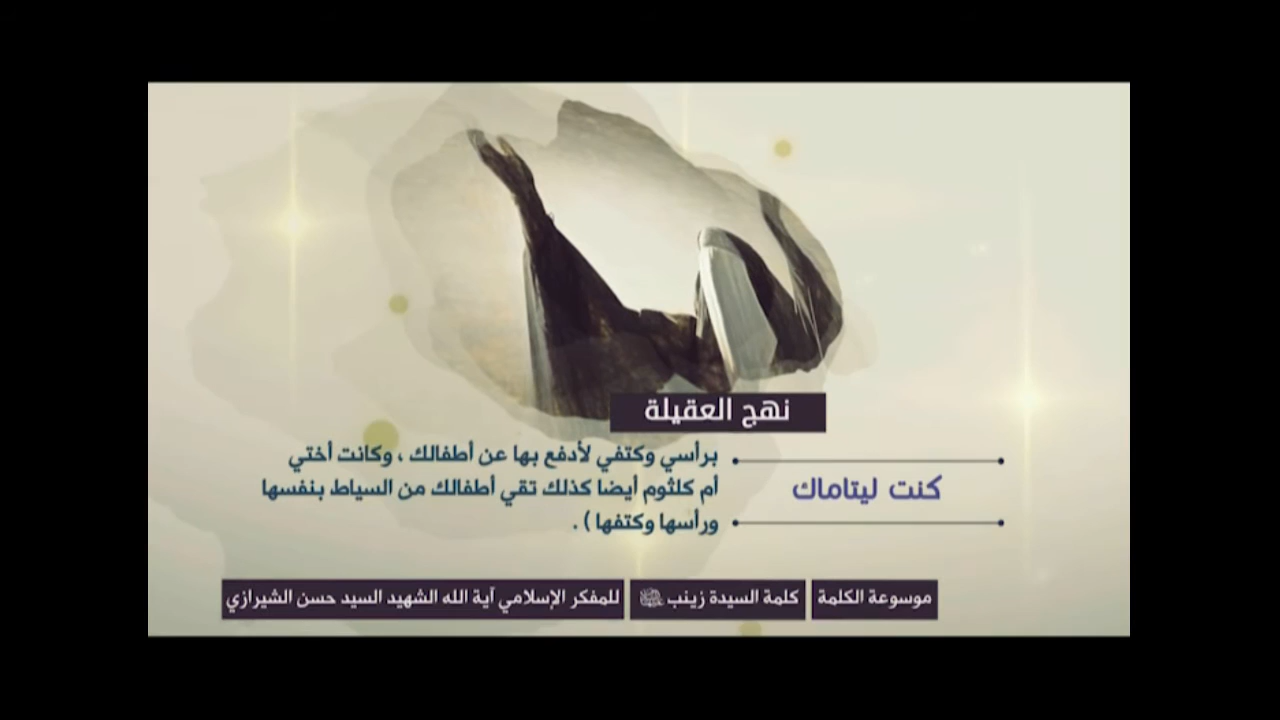 نهج العقيلة
كنت ليتاماك
برأسي وكتفي لأدفع بها عن أطفالك ، وكانت أختي
أم كلثوم أيضا كذلك تقي أطفالك من السياط بنفسها
ورأسها وكتفها ) .
موسوعة الكلمة
كلمة السيدة زينب
للمفكر الإسلامي آية الله الشهيد السيد حسن الشيرازي